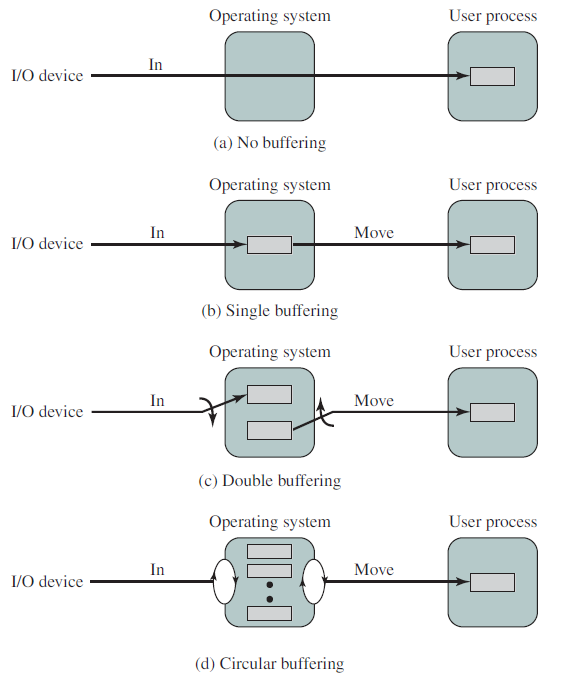 Operating system User process
In
I/O device
(a) No buffering
Operating system User process
In Move
I/O device
(b) Single buffering
Operating system User process
In Move
I/O device
(c) Double buffering
Operating system User process
In Move
I/O device
(d) Circular buffering